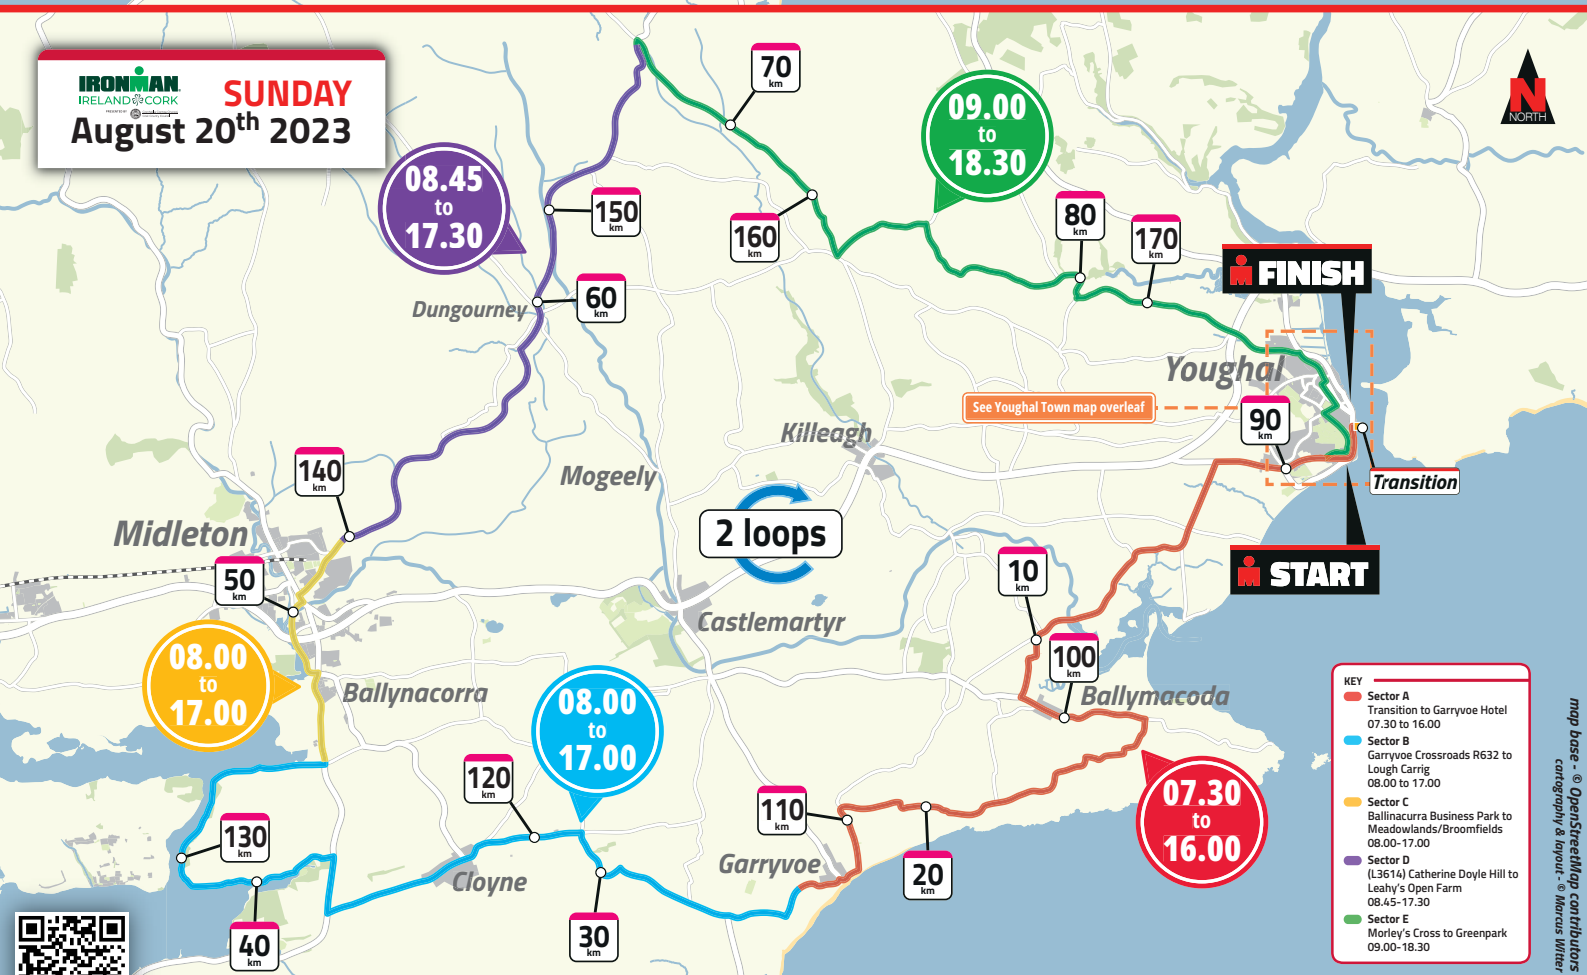 IRONMAN
IRELAND CORK
PRESENTED BY
SUNDAY
August 20th 2023
NORTH
70
km
09.00
to
18.30
08.45
to
17.30
150
km
160
km
80
km
170
km
FINISH
60
km
Dungourney
Youghal
See Youghal Town map overleaf
90
km
Killeagh
140
km
Mogeely
Transition
Midleton
2 loops
START
50
km
10
km
Castlemartyr
08.00
to
17.00
100
km
Ballynacorra
Ballymacoda
08.00
to
17.00
120
km
110
km
07.30
to
16.00
130
km
Garryvoe
20
km
Cloyne
40
km
30
km
KEY
Sector A
Transition to Garryvoe Hotel
07.30 to 16.00
Sector B
Garryvoe Crossroads R632 to
Lough Carrig
08.00 to 17.00
Sector C
Ballinacurra Business Park to
Meadowlands/Broomfields
08.00-17.00
Sector D
(L3614) Catherine Doyle Hill to
Leahy's Open Farm
08.45-17.30
Sector E
Morley's Cross to Greenpark
09.00-18.30
map base - © OpenStreetMap contributors
cartography & layout - © Marcus Witter